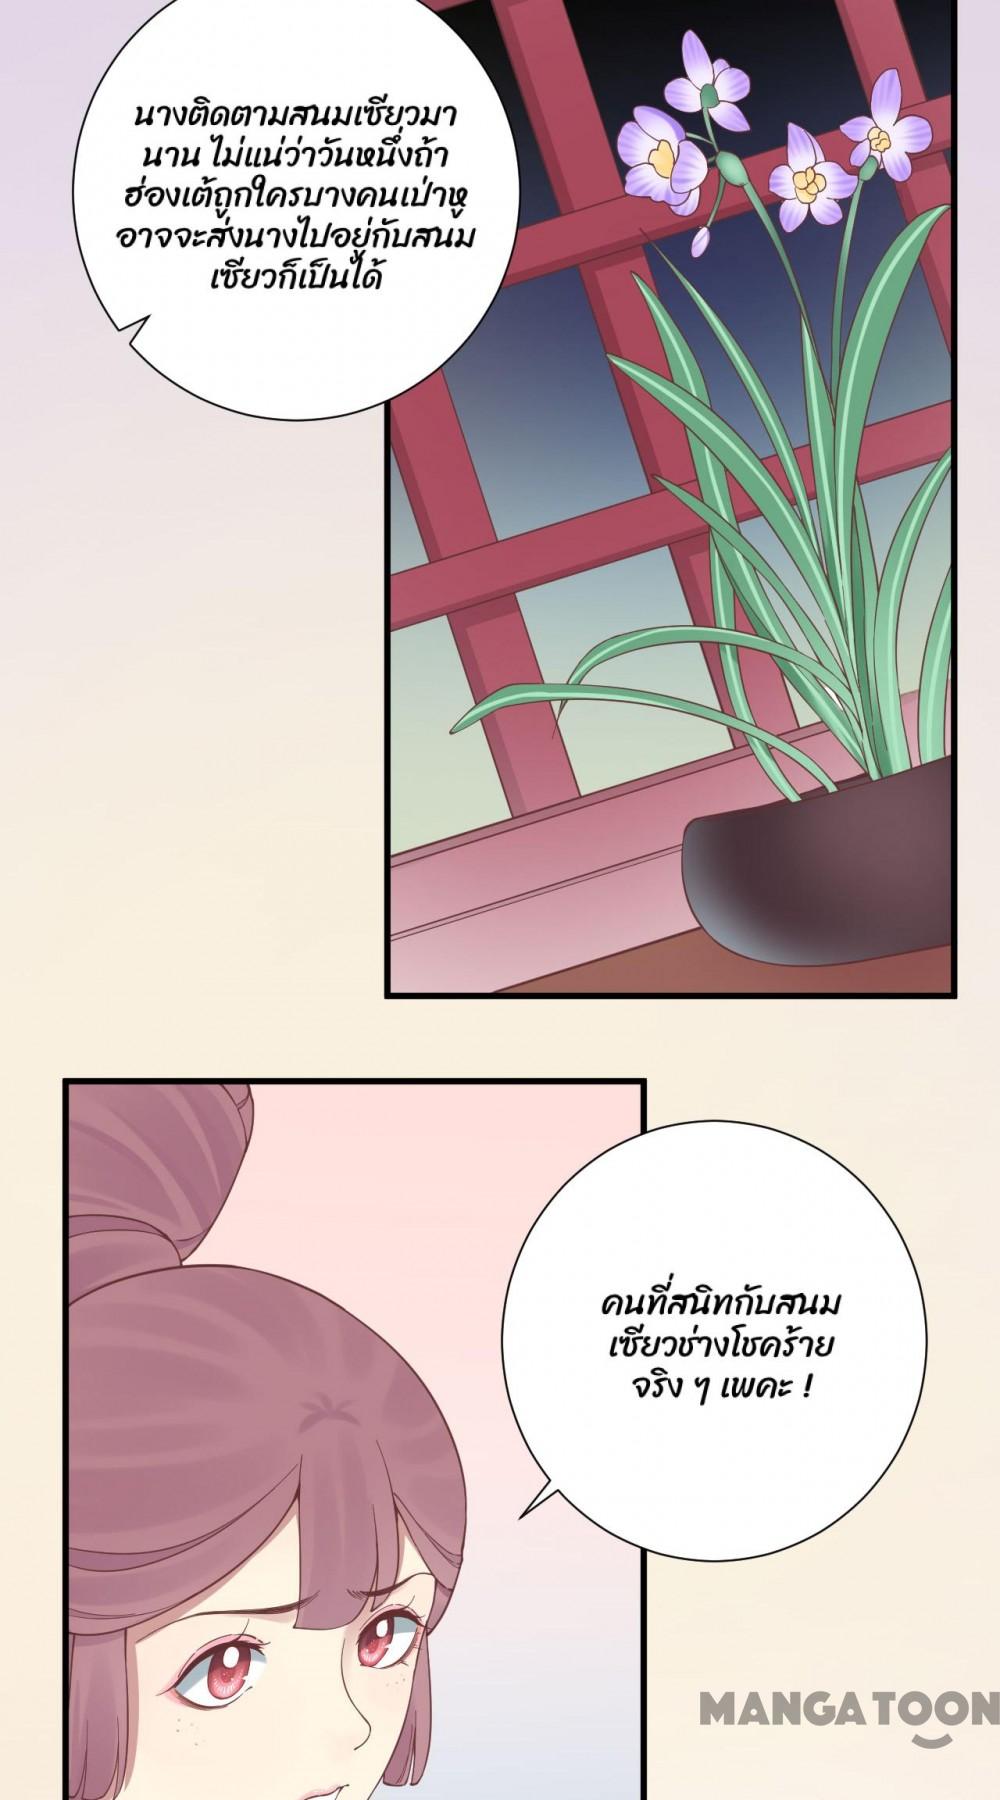 นางติดตามสนมเซียวมา
นาน ไม่แน่ว่าวันหนึ่งถ้า
ฮ่องเต้ถูกใครบางคนเป่าหู
อาจจะส่งนางไปอยู่กับสนม
เซียวก็เป็นได้
คนที่สนิทกับสนม
เซียวช่างโชคร้าย
จริง ๆ เพคะ !
MANGATOON